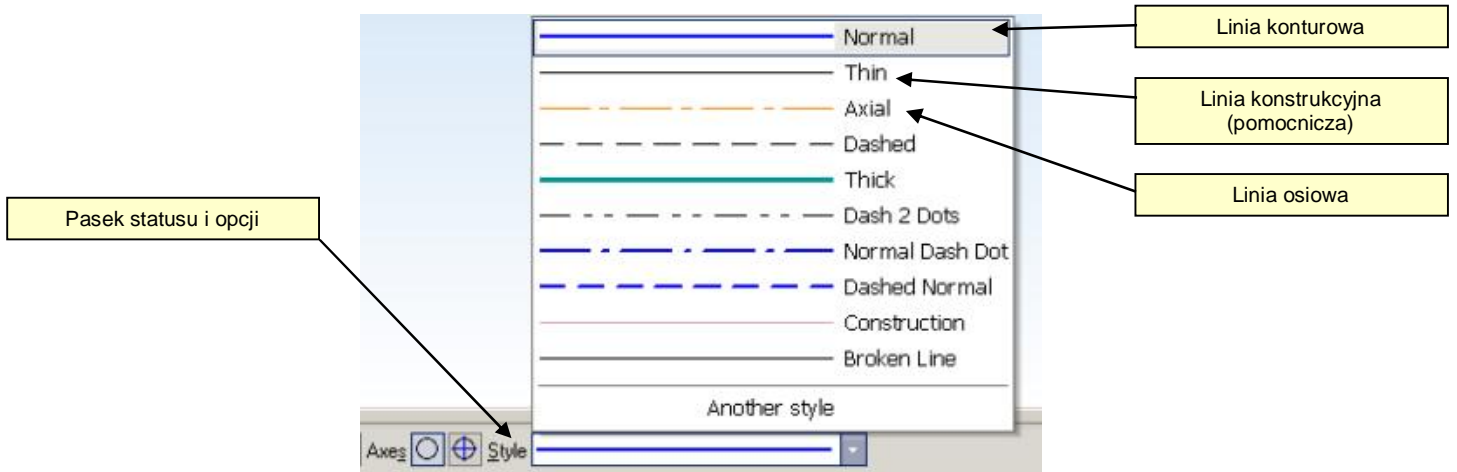 Normal
Linia konturowa
Thin
Linia konstrukcyjna
(pomocnicza)
Axial
Dashed
Thick
Linia osiowa
Pasek statusu i opcji
Dash 2 Dots
Normal Dash Dot
Dashed Normal
Construction
Broken Line
Another style
Axes
Style